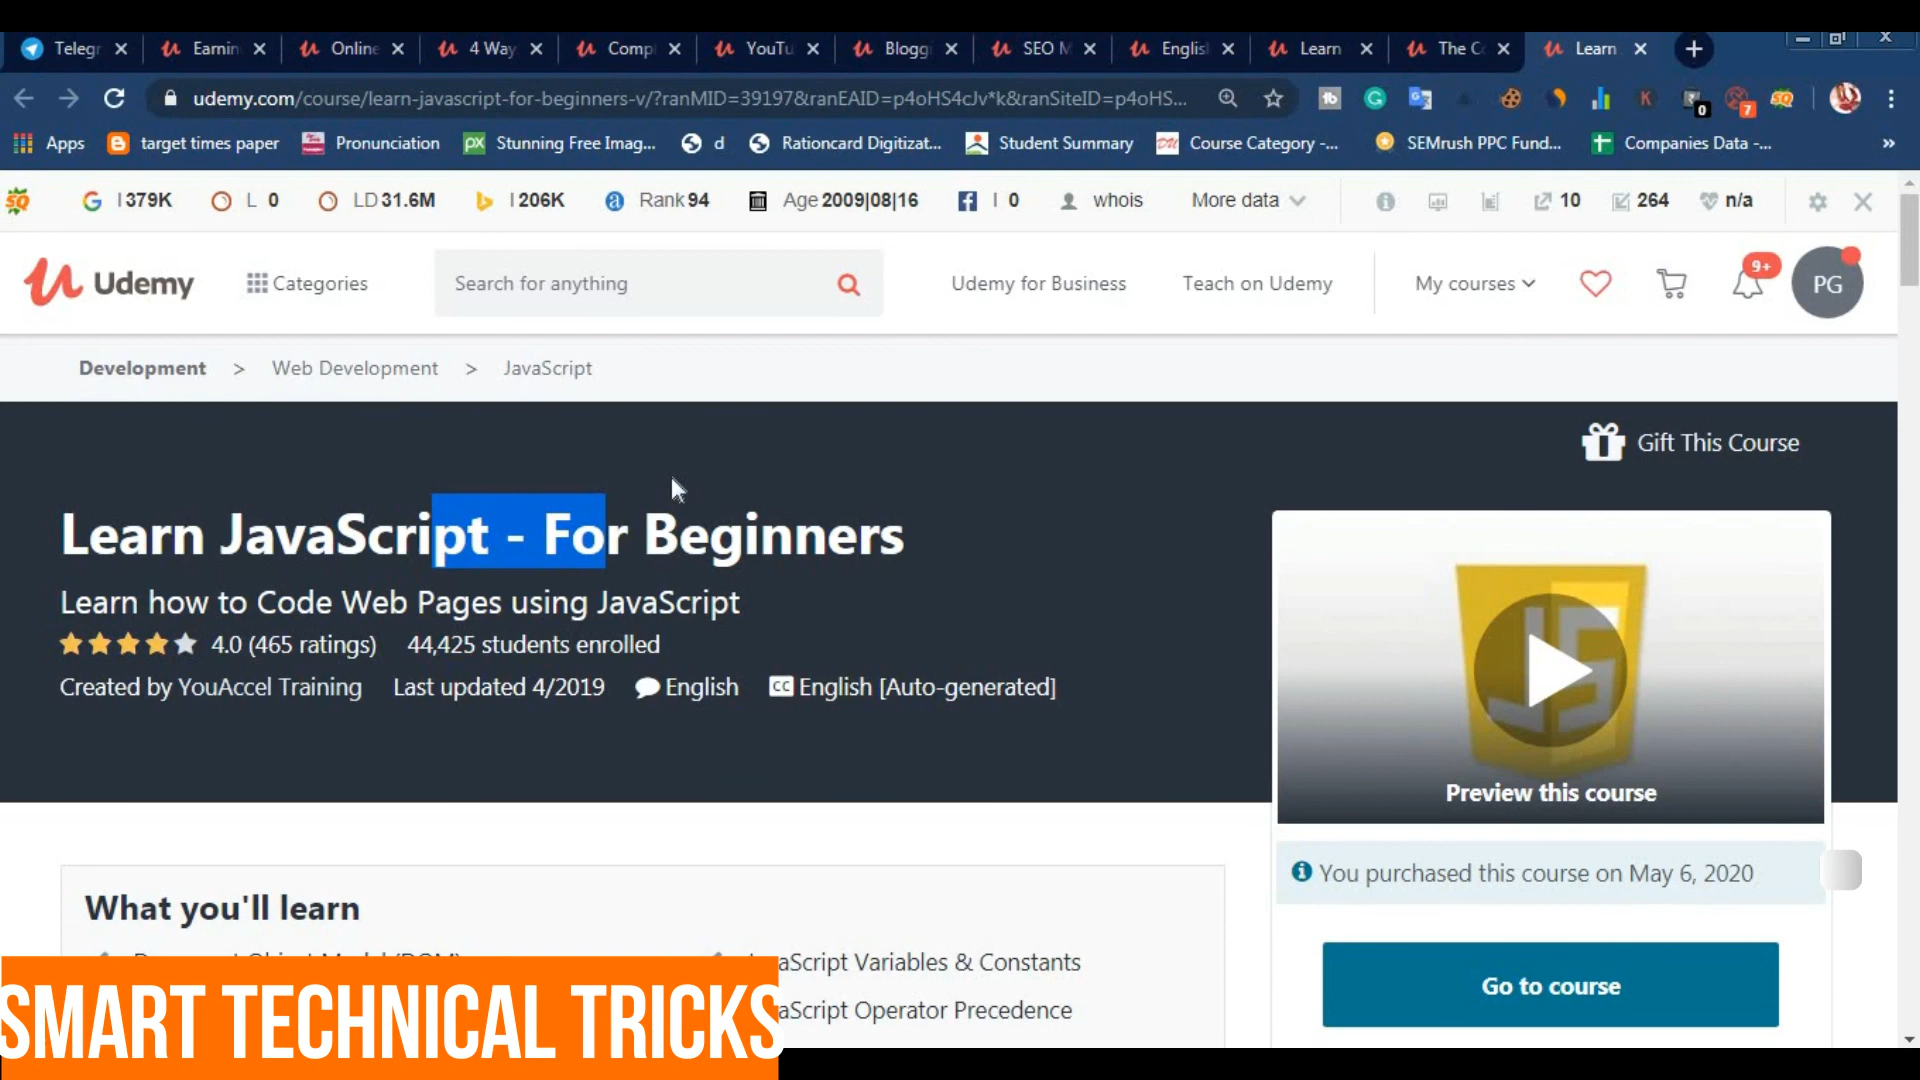 Telegr Earnin Online 4 Way Comp YouTu Blogg SEO M Englis Learn The C Learn
udemy.com/course/learn-javascript-for-beginners-v/?ranMID=39197&ranEAID=p4oHS4cJv*k&ranSiteID=p4oHS...
Apps target times paper Pronunciation Stunning Free Imag... d Rationcard Digitizat... Student Summary Course Category -... SEMrush PPC Fund... Companies Data -... »
I 379K L 0 LD 31.6M I 206K Rank 94 Age 2009|08|16 I 0 whois More data 10 264 n/a
Udemy Categories Search for anything Udemy for Business Teach on Udemy My courses 9+ PG
Development > Web Development > JavaScript
Gift This Course
Learn JavaScript - For Beginners
Learn how to Code Web Pages using JavaScript
4.0 (465 ratings) 44,425 students enrolled
Created by YouAccel Training Last updated 4/2019 English CC English [Auto-generated]
Preview this course
You purchased this course on May 6, 2020
What you'll learn
aScript Variables & Constants
Go to course
aScript Operator Precedence
SMART TECHNICAL TRICKS